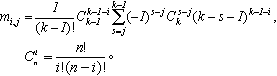 $m_{i,j} = \frac{1}{(k-1)!} C_{k-1}^{k-1-i} \sum_{s=j}^{k-1} (-1)^{s-j} C_k^{s-j} (k-s-1)^{k-1-i}$ ,
$C_n^i = \frac{n!}{i!(n-i)!}$ 。